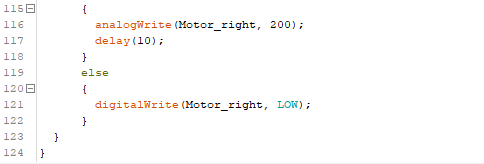 115 {
116 analogWrite(Motor_right, 200);
117 delay(10);
118 }
119 else
120 {
121 digitalWrite(Motor_right, LOW);
122 }
123 }
124 }